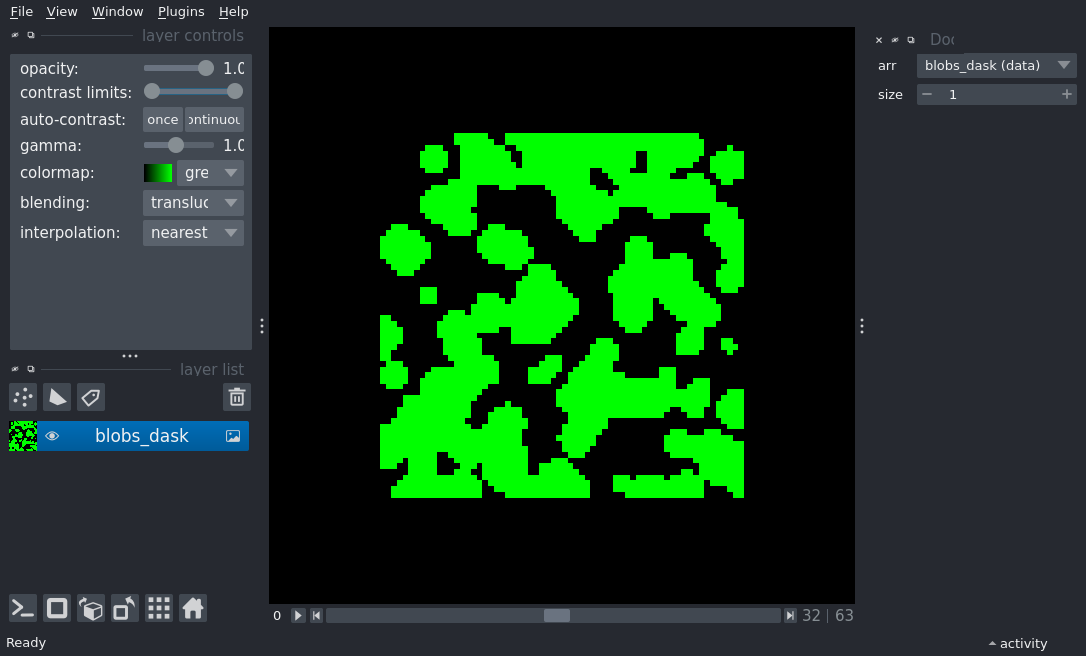 File View Window Plugins Help
layer controls
opacity: 1.0
contrast limits:
auto-contrast: once ontinuou
gamma: 1.0
colormap: gre
blending: transluc
interpolation: nearest
layer list
blobs_dask
0 32 | 63
Ready
Doc
arr blobs_dask (data)
size 1
activity